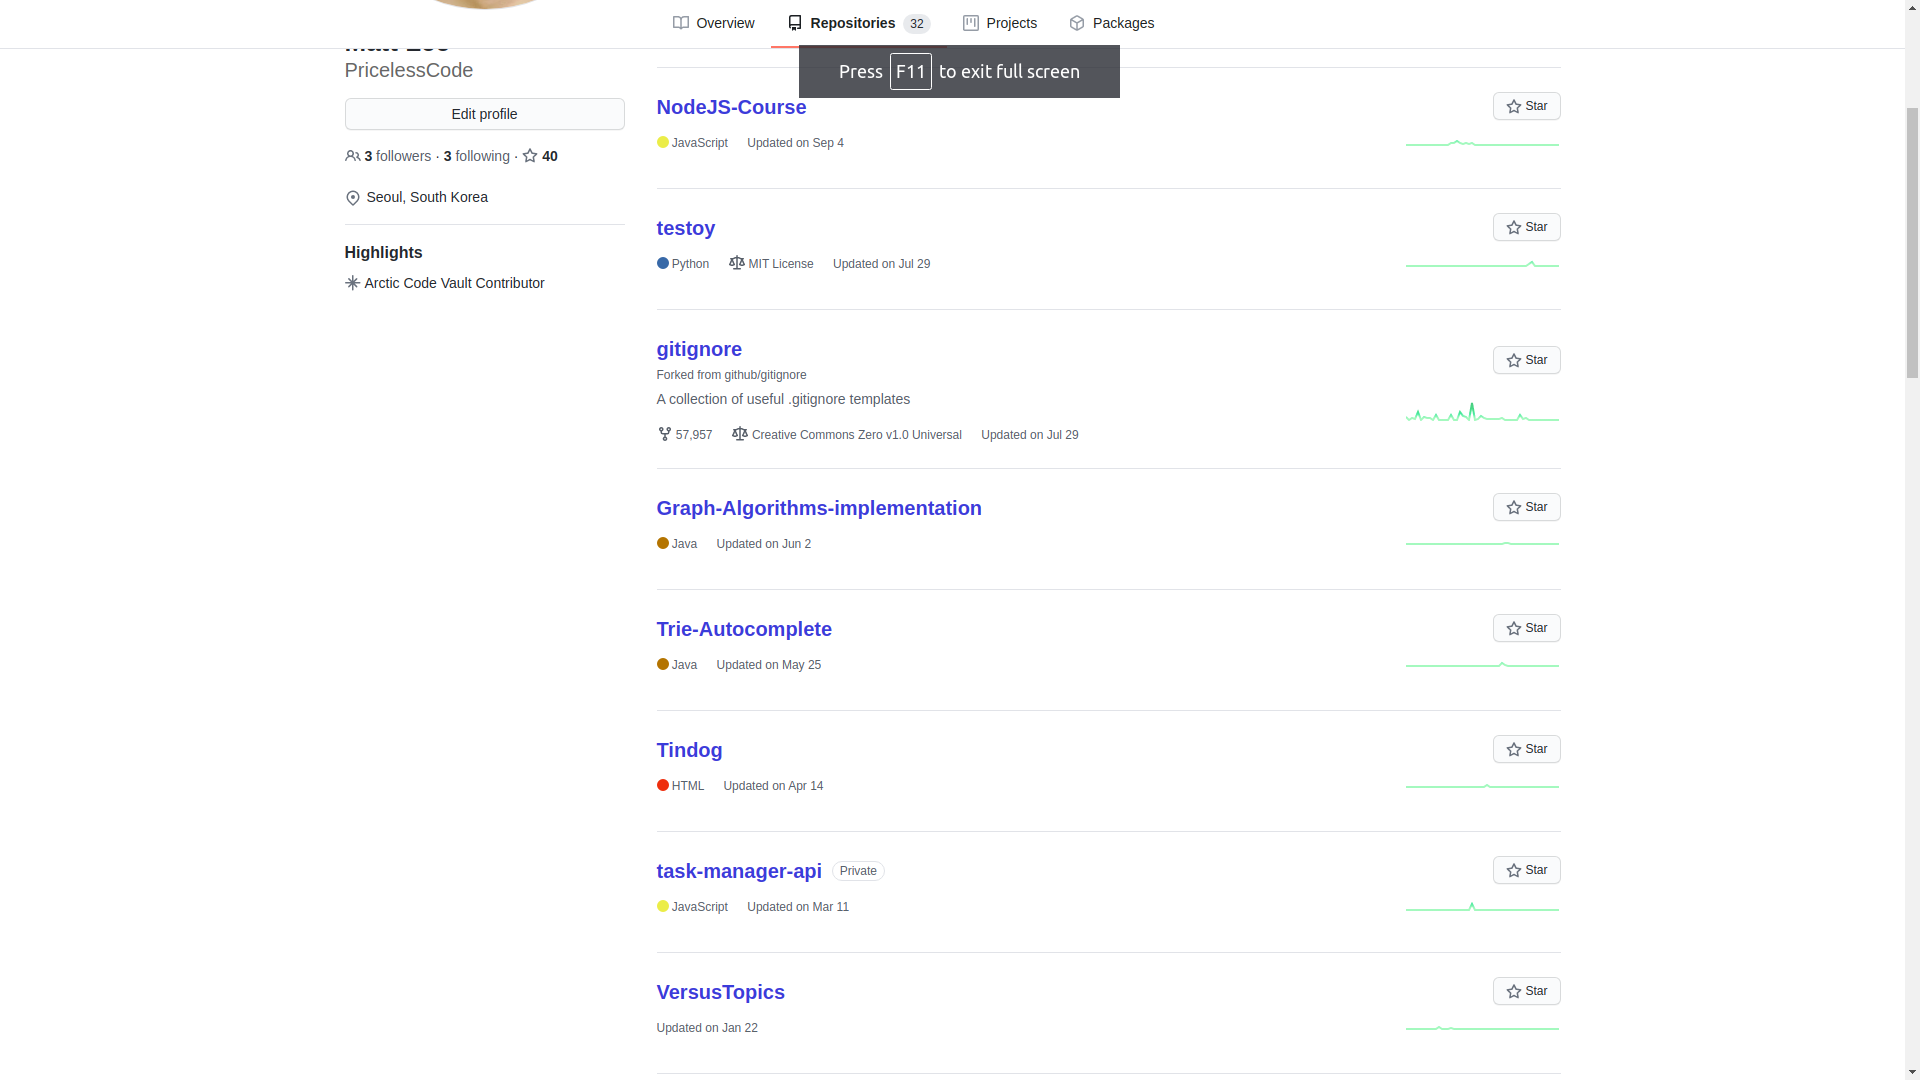 Overview
Repositories 32
Projects
Packages
PricelessCode
Edit profile
3 followers · 3 following · 40
Seoul, South Korea
Highlights
Arctic Code Vault Contributor
Press F11 to exit full screen
NodeJS-Course
Star
JavaScript Updated on Sep 4
testoy
Star
Python MIT License Updated on Jul 29
gitignore
Star
Forked from github/gitignore
A collection of useful .gitignore templates
57,957 Creative Commons Zero v1.0 Universal Updated on Jul 29
Graph-Algorithms-implementation
Star
Java Updated on Jun 2
Trie-Autocomplete
Star
Java Updated on May 25
Tindog
Star
HTML Updated on Apr 14
task-manager-api Private
Star
JavaScript Updated on Mar 11
VersusTopics
Star
Updated on Jan 22